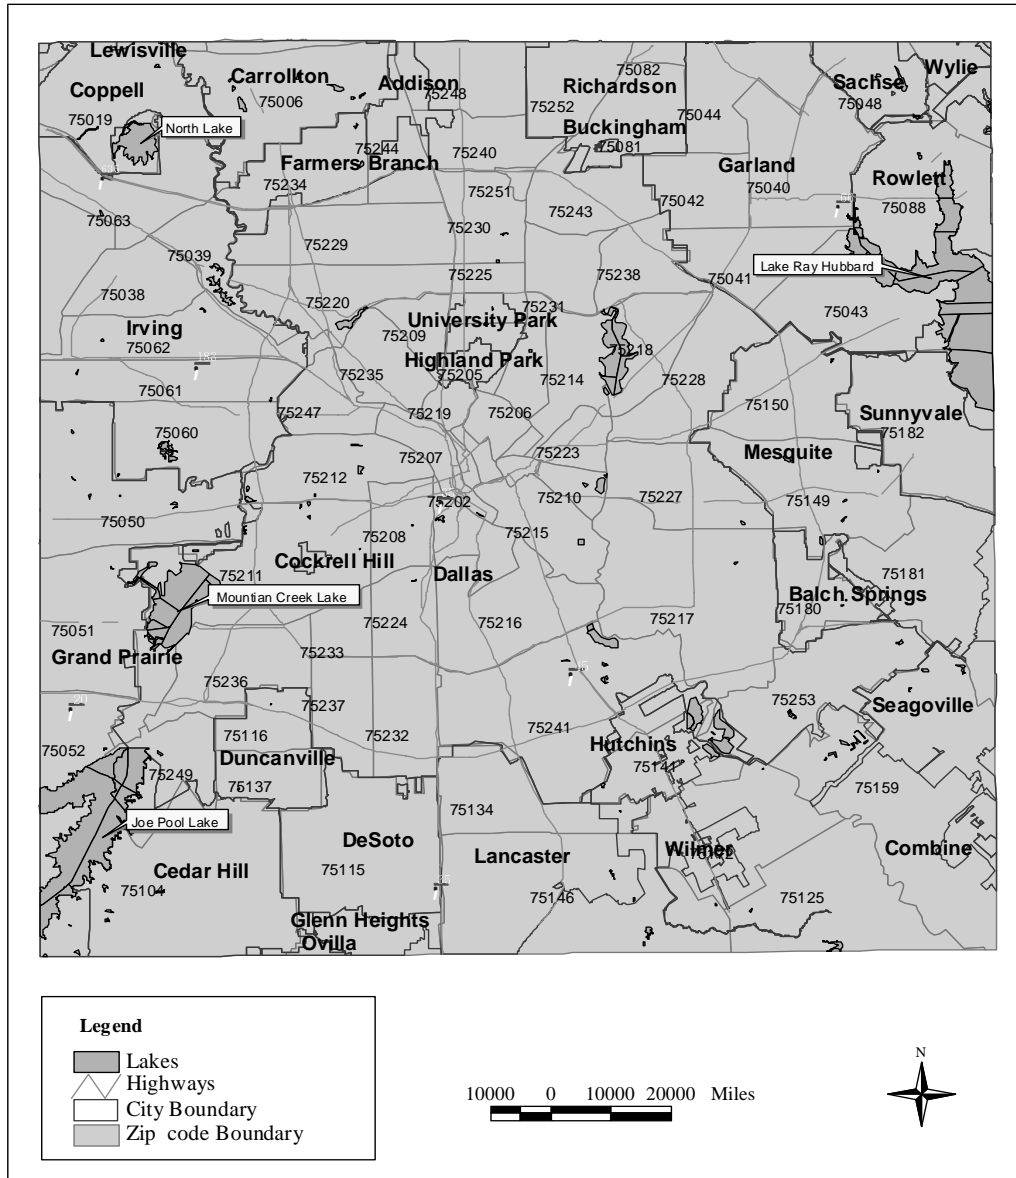 Lewisville
Carrollton
Addison
Coppell
75006
75248
75082
Richardson
75252
Sachse
Wylie
75048
75019
North Lake
Buckingham
75081
75044
75244
Farmers Branch
75240
Garland
75234
75251
75040
Rowlett
75088
75063
75243
75042
75230
75229
75039
75225
75238
75041
Lake Ray Hubbard
75038
75220
75231
75043
Irving
University Park
75062
75209
75218
Highland Park
183
75235
75205
75214
75228
75061
75247
75219
75206
75150
Sunnyvale
75182
75060
75207
75223
Mesquite
75212
75202
75210
75227
75149
75050
75208
75215
Cockrell Hill
Dallas
75211
75181
Mountian Creek Lake
Balch Springs
75180
75051
75224
75216
75217
Grand Prairie
75233
45
75236
20
75237
75253
Seagoville
75116
75232
75241
Hutchins
75052
Duncanville
75141
75249
75137
75159
75134
Joe Pool Lake
DeSoto
Lancaster
Wilmer
Combine
Cedar Hill
75115
75104
35
75146
75125
Glenn Heights
Ovilla
Legend
Lakes
Highways
City Boundary
Zip code Boundary
10000 0 10000 20000 Miles
N